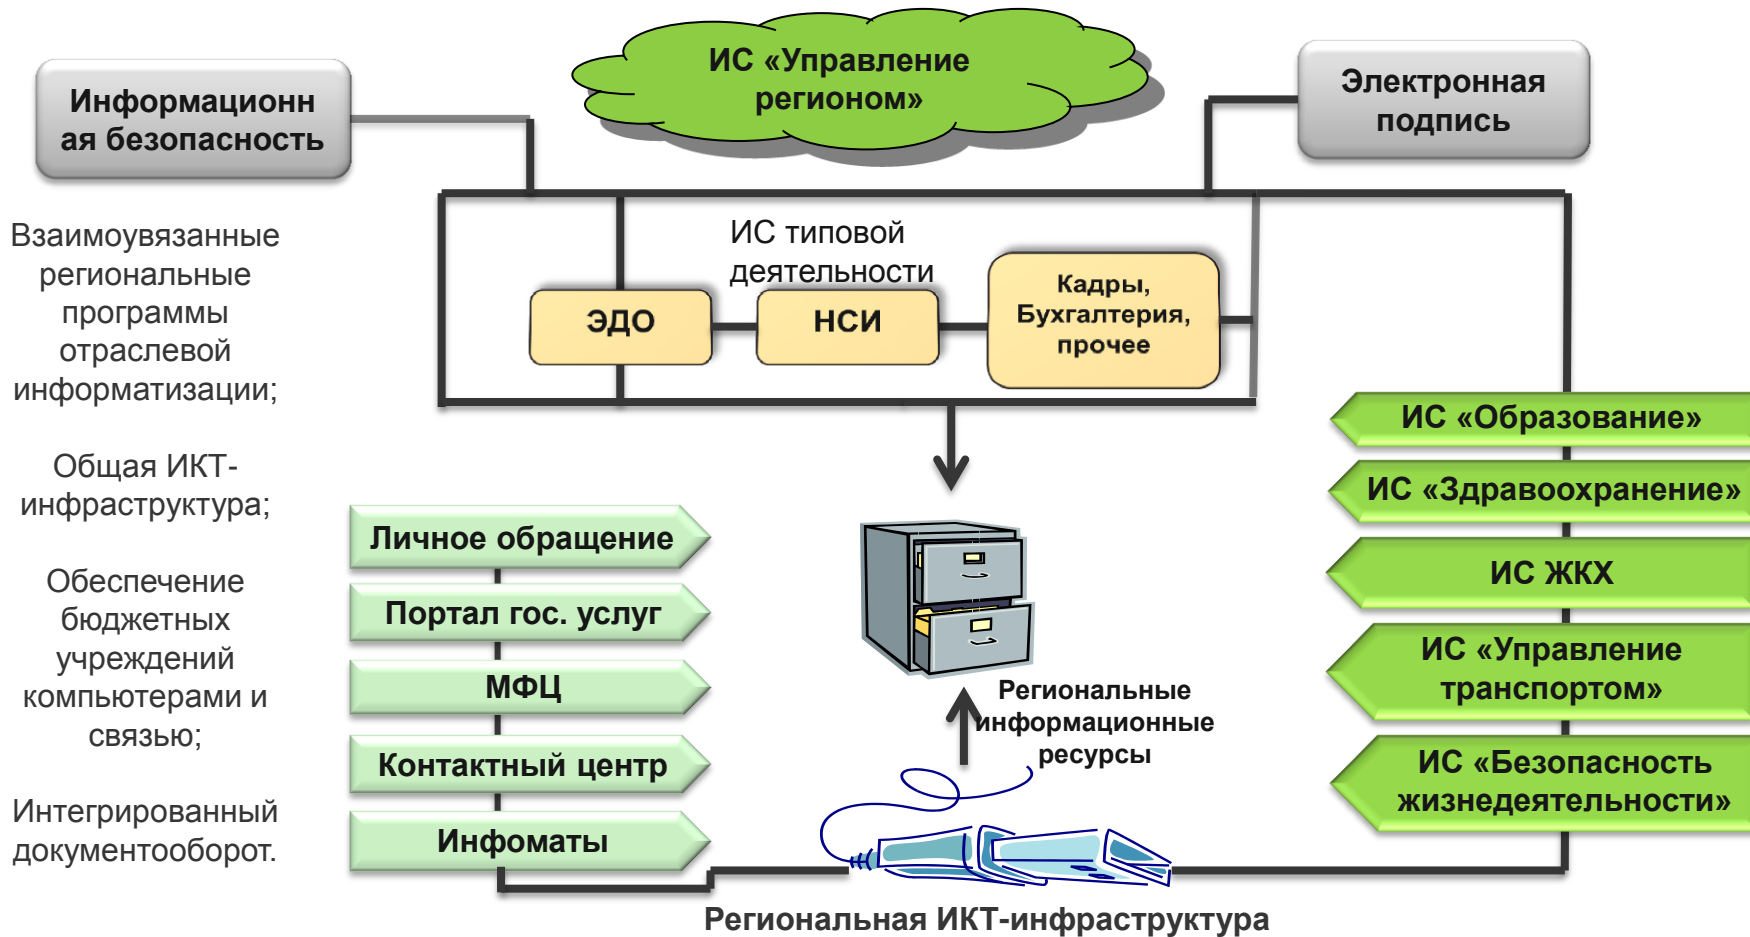 ИС «Управление
регионом»
Информационн
ая безопасность
Электронная
подпись
Взаимоувязанные
региональные
программы
отраслевой
информатизации;
Общая ИКТ-
инфраструктура;
Обеспечение
бюджетных
учреждений
компьютерами и
связью;
Интегрированный
документооборот.
ИС типовой
деятельности
ЭДО
НСИ
Кадры,
Бухгалтерия,
прочее
Личное обращение
Портал гос. услуг
МФЦ
Контактный центр
Инфоматы
Региональные
информационные
ресурсы
ИС «Образование»
ИС «Здравоохранение»
ИС ЖКХ
ИС «Управление
транспортом»
ИС «Безопасность
жизнедеятельности»
Региональная ИКТ-инфраструктура